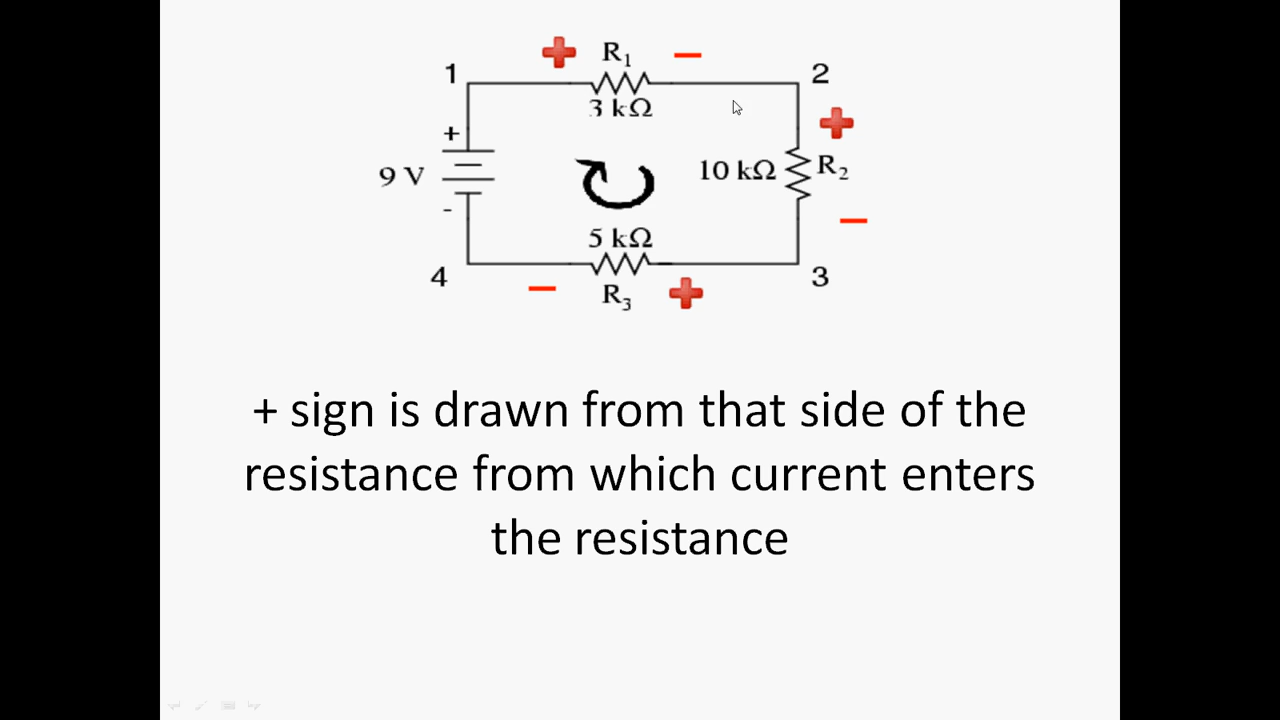 + R₁ −
1 2
3 kΩ
+ +
9 V 10 kΩ R₂
- −
5 kΩ
4 3
− R₃ +
+ sign is drawn from that side of the
resistance from which current enters
the resistance